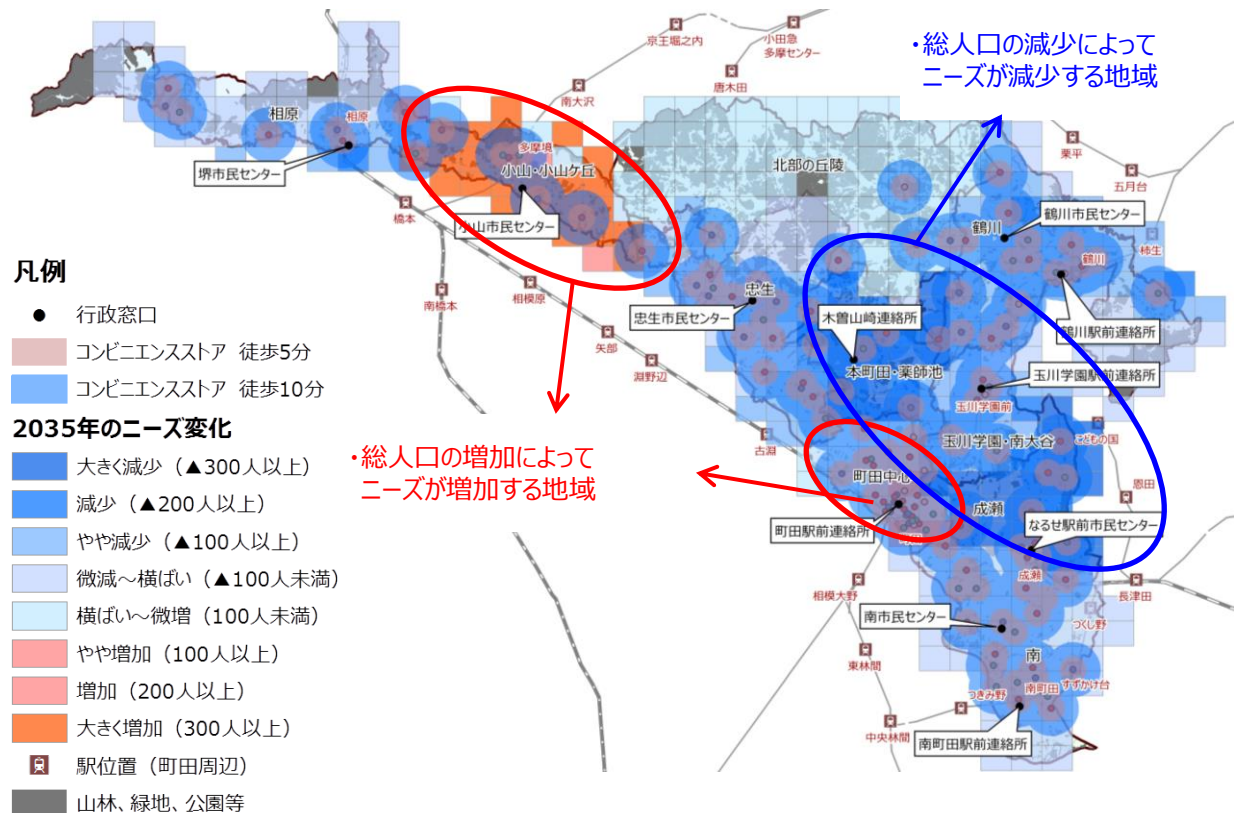 京王堀之内
小田急
多摩センター
・総人口の減少によって
ニーズが減少する地域
唐木田
南大沢
相原
相原
多摩境
小山・小山ケ丘
北部の丘陵
栗平
五月台
堺市民センター
橋本
小山市民センター
鶴川市民センター
鶴川
鶴川
柿生
凡例
● 行政窓口
コンビニエンスストア 徒歩5分
コンビニエンスストア 徒歩10分
2035年のニーズ変化
大きく減少（▲300人以上）
減少（▲200人以上）
やや減少（▲100人以上）
微減～横ばい（▲100人未満）
横ばい～微増（100人未満）
やや増加（100人以上）
増加（200人以上）
大きく増加（300人以上）
駅位置（町田周辺）
山林、緑地、公園等
南橋本
相模原
矢部
淵野辺
古淵
忠生
忠生市民センター
木曽山崎連絡所
鶴川駅前連絡所
本町田・薬師池
玉川学園駅前連絡所
玉川学園前
玉川学園・南大谷
こどもの国
恩田
・総人口の増加によって
ニーズが増加する地域
町田中心
町田駅前連絡所
成瀬
なるせ駅前市民センター
成瀬
長津田
相模大野
つくし野
南市民センター
東林間
南
つきみ野
南町田
すずかけ台
中央林間
南町田駅前連絡所